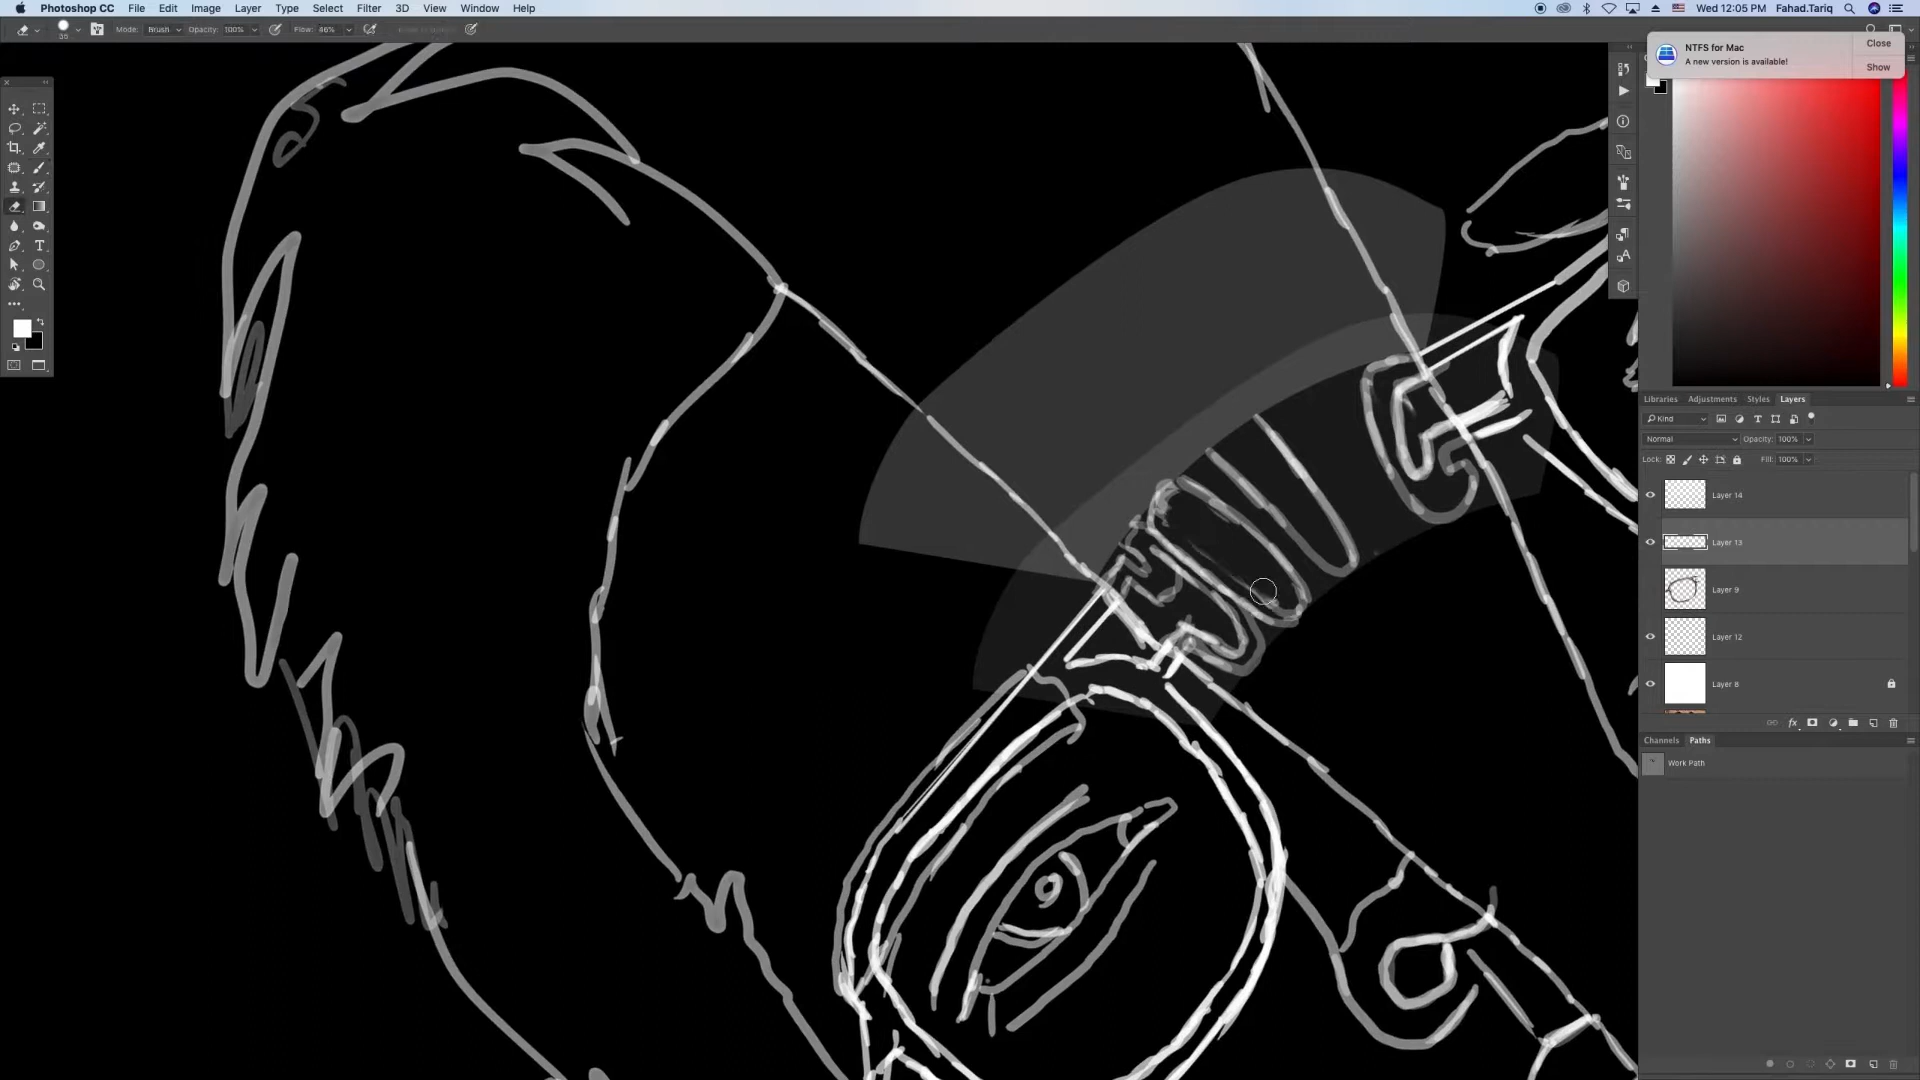 Photoshop CC File Edit Image Layer Type Select Filter 3D View Window Help Wed 12:05 PM Fahad.Tariq
Mode: Brush Opacity: 100% Flow: 46%
NTFS for Mac
A new version is available!
Close
Show
Libraries Adjustments Styles Layers
Kind
Normal Opacity: 100%
Lock: Fill: 100%
Layer 14
Layer 13
Layer 9
Layer 12
Layer 8
Channels Paths
Work Path